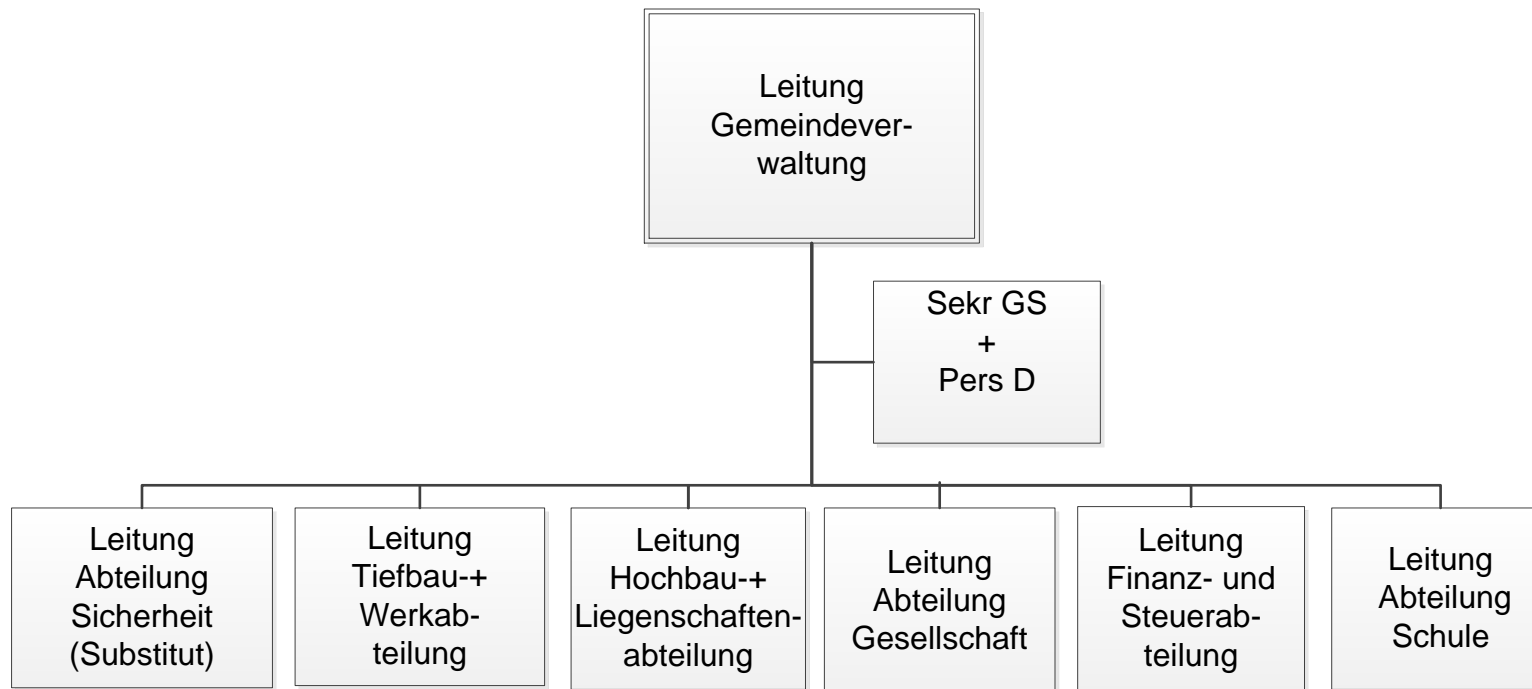 Leitung
Gemeindever-
waltung
Sekr GS
+
Pers D
Leitung
Abteilung
Sicherheit
(Substitut)
Leitung
Tiefbau-+
Werkab-
teilung
Leitung
Hochbau-+
Liegenschaften-
abteilung
Leitung
Abteilung
Gesellschaft
Leitung
Finanz- und
Steuerab-
teilung
Leitung
Abteilung
Schule